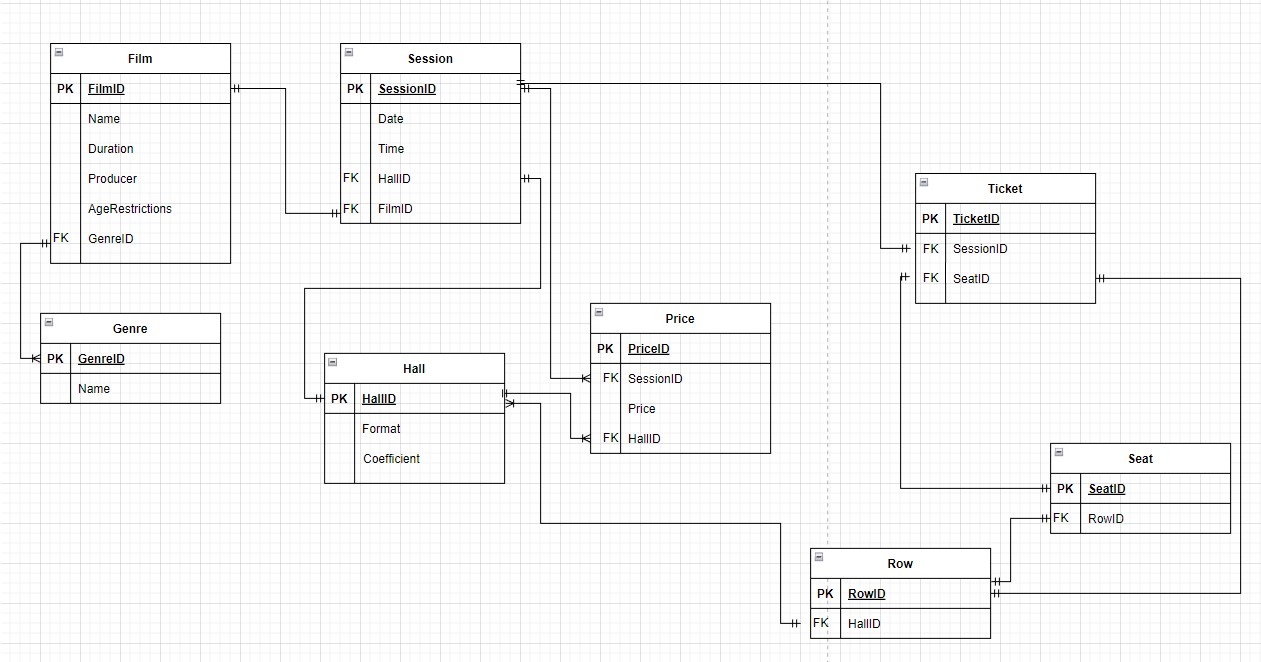 Film
PK FilmID
Name
Duration
Producer
AgeRestrictions
FK GenreID
Session
PK SessionID
Date
Time
FK HallID
FK FilmID
Ticket
PK TicketID
FK SessionID
FK SeatID
Genre
PK GenreID
Name
Hall
PK HallID
Format
Coefficient
Price
PK PriceID
FK SessionID
Price
FK HallID
Seat
PK SeatID
FK RowID
Row
PK RowID
FK HallID